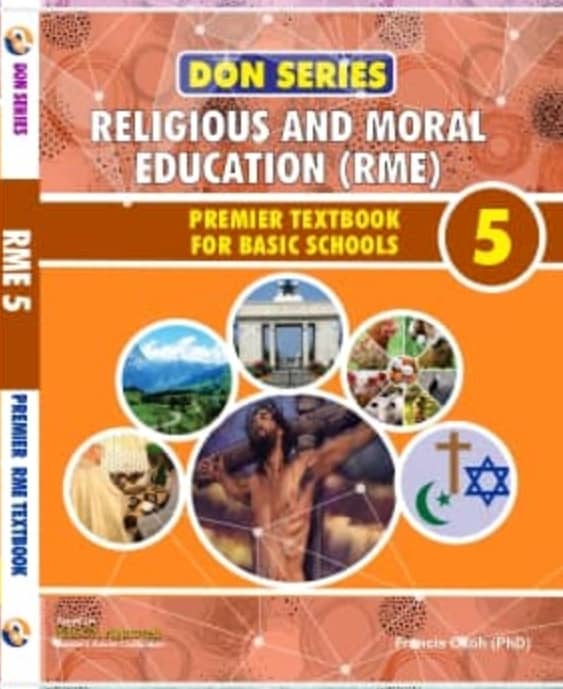 DON SERIES
RELIGIOUS AND MORAL
EDUCATION (RME)
PREMIER TEXTBOOK
FOR BASIC SCHOOLS
5
(PhD)
DON SERIES
RME 5
PREMIER RME TEXTBOOK